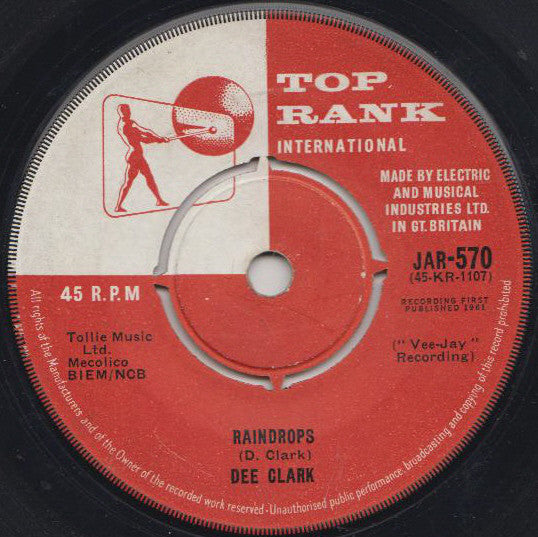 TOP
RANK
INTERNATIONAL
MADE BY ELECTRIC
AND MUSICAL
INDUSTRIES LTD.
IN GT. BRITAIN
JAR-570
(45-KR-1107)
45 R.P.M
RECORDING FIRST
PUBLISHED 1961
Tollie Music
Ltd.
Mecolico
BIEM/NCB
("Vee-Jay"
Recording)
RAINDROPS
(D. Clark)
DEE CLARK
All rights of the Manufacturers and of the Owner of the recorded work reserved·Unauthorised public performance, broadcasting and copying of this record prohibited